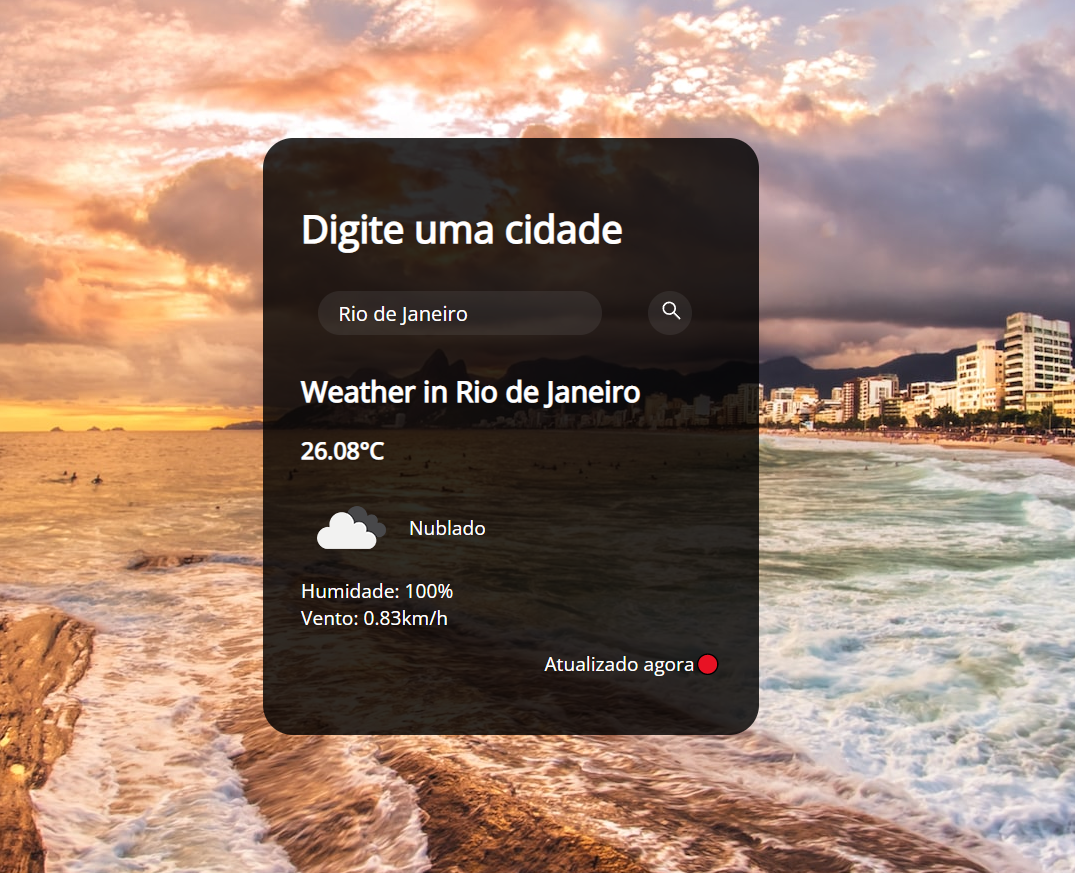 Digite uma cidade
Rio de Janeiro
Weather in Rio de Janeiro
26.08°C
Nublado
Humidade: 100%
Vento: 0.83km/h
Atualizado agora